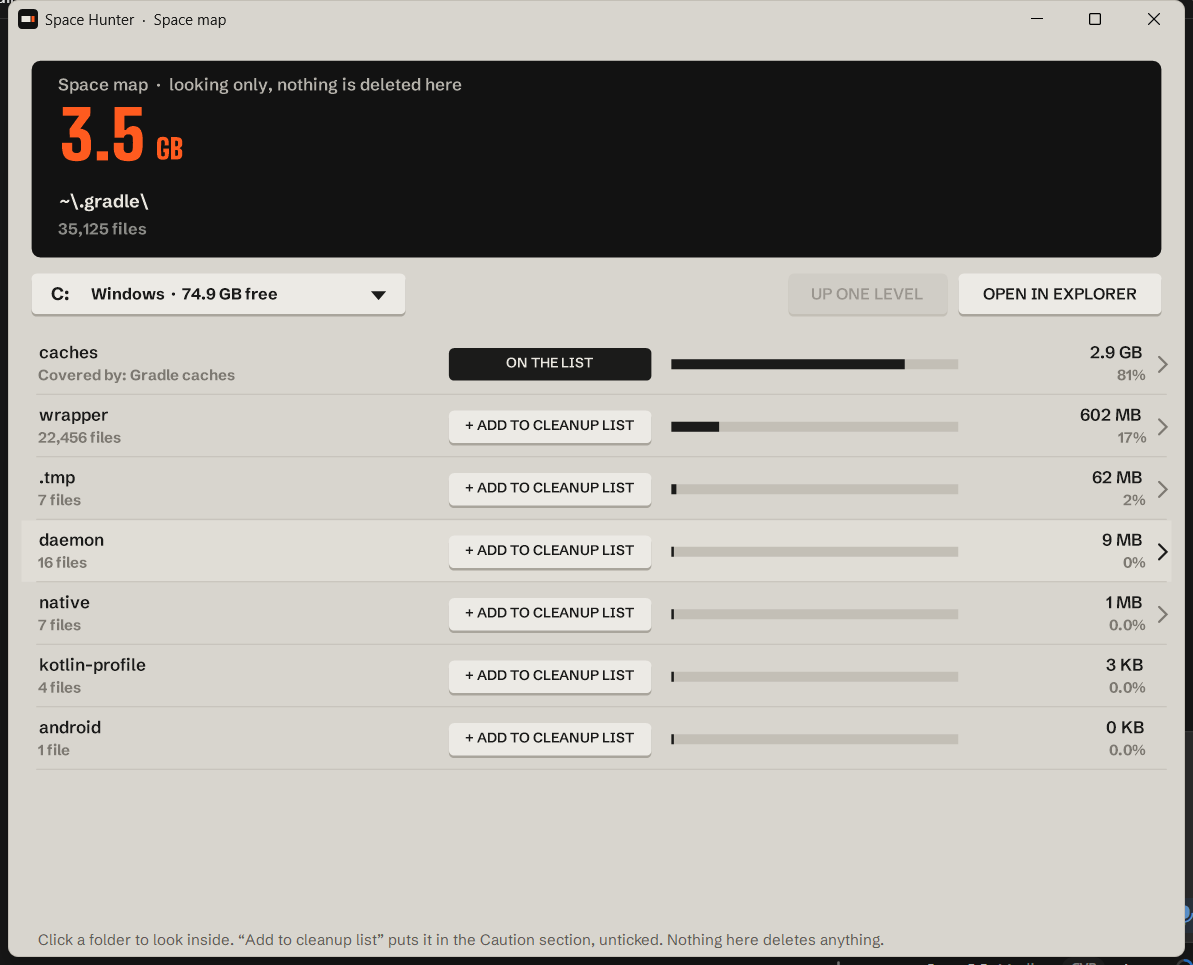 Space Hunter · Space map
Space map · looking only, nothing is deleted here
3.5 GB
~\.gradle\
35,125 files
C: Windows · 74.9 GB free
UP ONE LEVEL
OPEN IN EXPLORER
caches
Covered by: Gradle caches
ON THE LIST
2.9 GB
81%
wrapper
22,456 files
+ ADD TO CLEANUP LIST
602 MB
17%
.tmp
7 files
+ ADD TO CLEANUP LIST
62 MB
2%
daemon
16 files
+ ADD TO CLEANUP LIST
9 MB
0%
native
7 files
+ ADD TO CLEANUP LIST
1 MB
0.0%
kotlin-profile
4 files
+ ADD TO CLEANUP LIST
3 KB
0.0%
android
1 file
+ ADD TO CLEANUP LIST
0 KB
0.0%
Click a folder to look inside. “Add to cleanup list” puts it in the Caution section, unticked. Nothing here deletes anything.